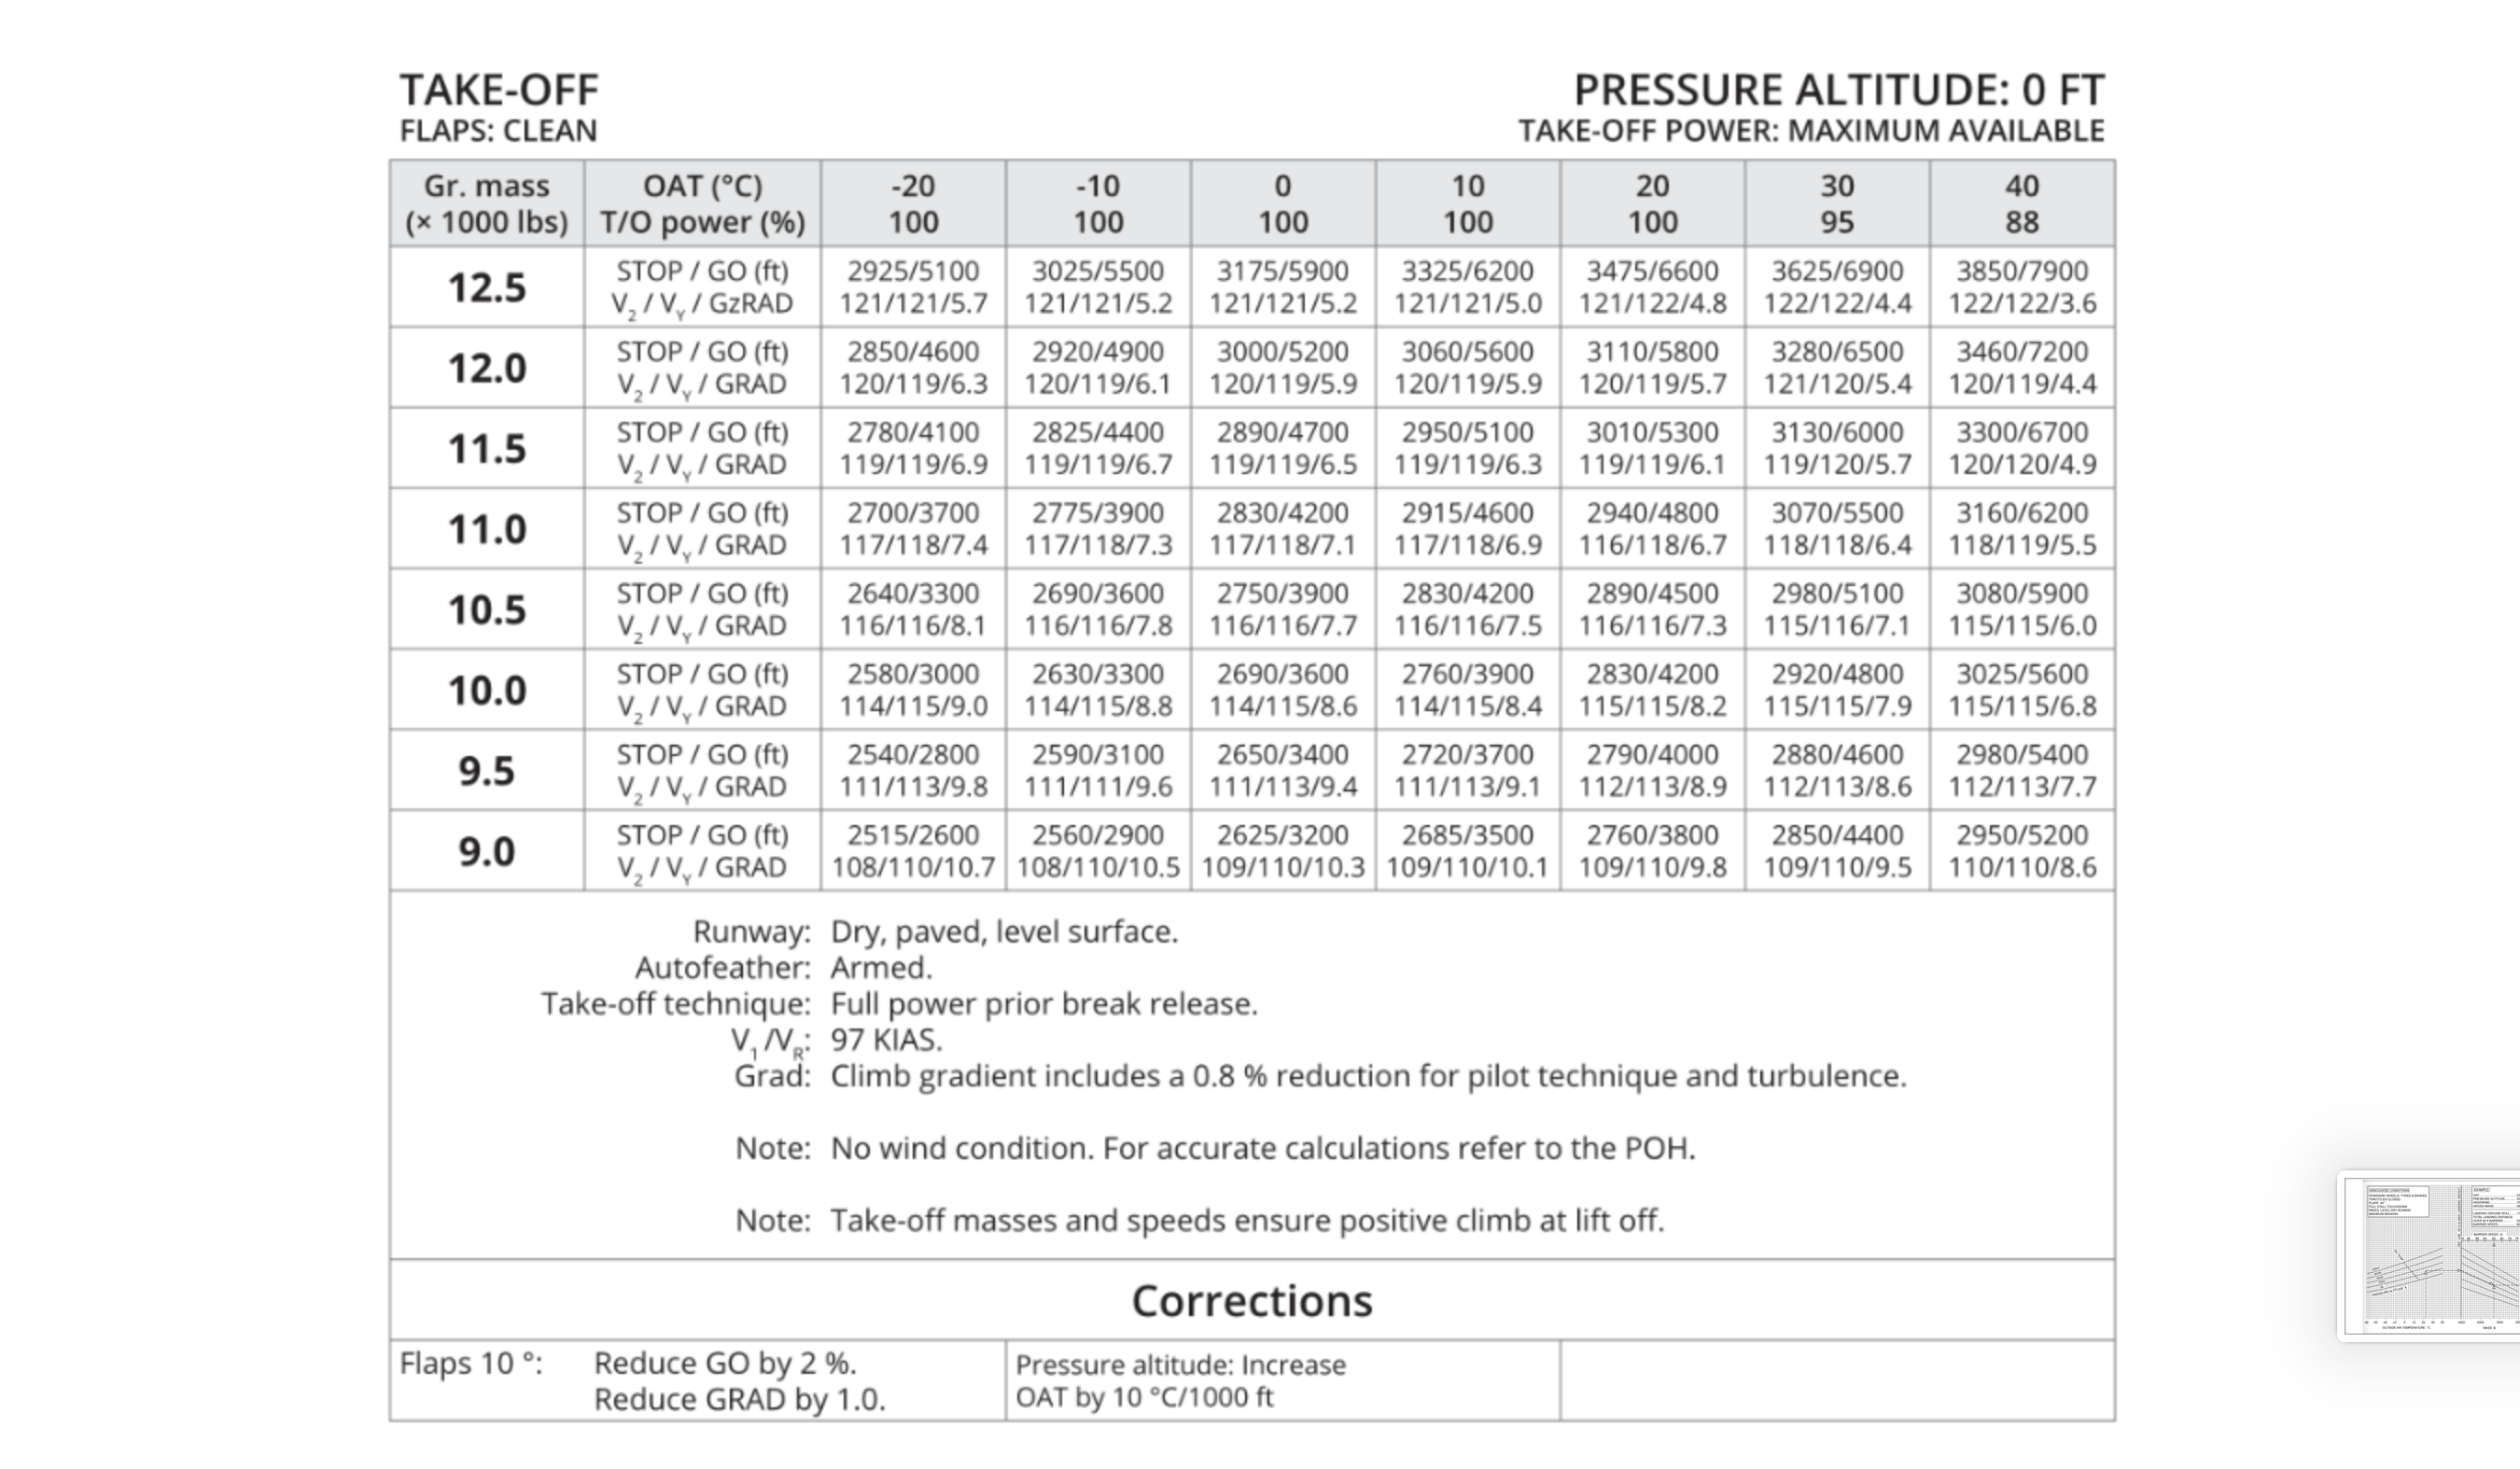 TAKE-OFF
FLAPS: CLEAN
PRESSURE ALTITUDE: 0 FT
TAKE-OFF POWER: MAXIMUM AVAILABLE
Gr. mass OAT (°C) -20 -10 0 10 20 30 40
(× 1000 lbs) T/O power (%) 100 100 100 100 100 95 88
12.5
STOP / GO (ft) 2925/5100 3025/5500 3175/5900 3325/6200 3475/6600 3625/6900 3850/7900
V2 / VY / GzRAD 121/121/5.7 121/121/5.2 121/121/5.2 121/121/5.0 121/122/4.8 122/122/4.4 122/122/3.6
12.0
STOP / GO (ft) 2850/4600 2920/4900 3000/5200 3060/5600 3110/5800 3280/6500 3460/7200
V2 / VY / GRAD 120/119/6.3 120/119/6.1 120/119/5.9 120/119/5.9 120/119/5.7 121/120/5.4 120/119/4.4
11.5
STOP / GO (ft) 2780/4100 2825/4400 2890/4700 2950/5100 3010/5300 3130/6000 3300/6700
V2 / VY / GRAD 119/119/6.9 119/119/6.7 119/119/6.5 119/119/6.3 119/119/6.1 119/120/5.7 120/120/4.9
11.0
STOP / GO (ft) 2700/3700 2775/3900 2830/4200 2915/4600 2940/4800 3070/5500 3160/6200
V2 / VY / GRAD 117/118/7.4 117/118/7.3 117/118/7.1 117/118/6.9 116/118/6.7 118/118/6.4 118/119/5.5
10.5
STOP / GO (ft) 2640/3300 2690/3600 2750/3900 2830/4200 2890/4500 2980/5100 3080/5900
V2 / VY / GRAD 116/116/8.1 116/116/7.8 116/116/7.7 116/116/7.5 116/116/7.3 115/116/7.1 115/115/6.0
10.0
STOP / GO (ft) 2580/3000 2630/3300 2690/3600 2760/3900 2830/4200 2920/4800 3025/5600
V2 / VY / GRAD 114/115/9.0 114/115/8.8 114/115/8.6 114/115/8.4 115/115/8.2 115/115/7.9 115/115/6.8
9.5
STOP / GO (ft) 2540/2800 2590/3100 2650/3400 2720/3700 2790/4000 2880/4600 2980/5400
V2 / VY / GRAD 111/113/9.8 111/111/9.6 111/113/9.4 111/113/9.1 112/113/8.9 112/113/8.6 112/113/7.7
9.0
STOP / GO (ft) 2515/2600 2560/2900 2625/3200 2685/3500 2760/3800 2850/4400 2950/5200
V2 / VY / GRAD 108/110/10.7 108/110/10.5 109/110/10.3 109/110/10.1 109/110/9.8 109/110/9.5 110/110/8.6
Runway: Dry, paved, level surface.
Autofeather: Armed.
Take-off technique: Full power prior break release.
V1 /VR: 97 KIAS.
Grad: Climb gradient includes a 0.8 % reduction for pilot technique and turbulence.
Note: No wind condition. For accurate calculations refer to the POH.
Note: Take-off masses and speeds ensure positive climb at lift off.
Corrections
Flaps 10 °: Reduce GO by 2 %.
Reduce GRAD by 1.0.
Pressure altitude: Increase
OAT by 10 °C/1000 ft